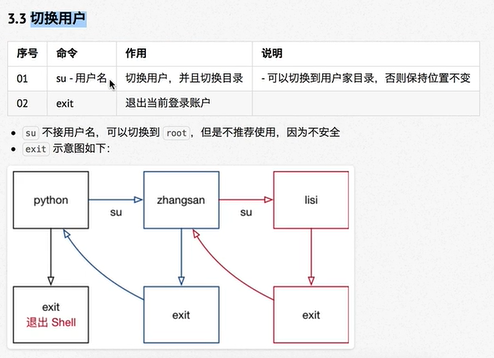 3.3 切换用户
序号 命令 作用 说明
01 su - 用户名 切换用户，并且切换目录 - 可以切换到用户家目录，否则保持位置不变
02 exit 退出当前登录账户
su 不接用户名，可以切换到 root，但是不推荐使用，因为不安全
exit 示意图如下：
python zhangsan lisi
su su
exit exit exit
退出 Shell